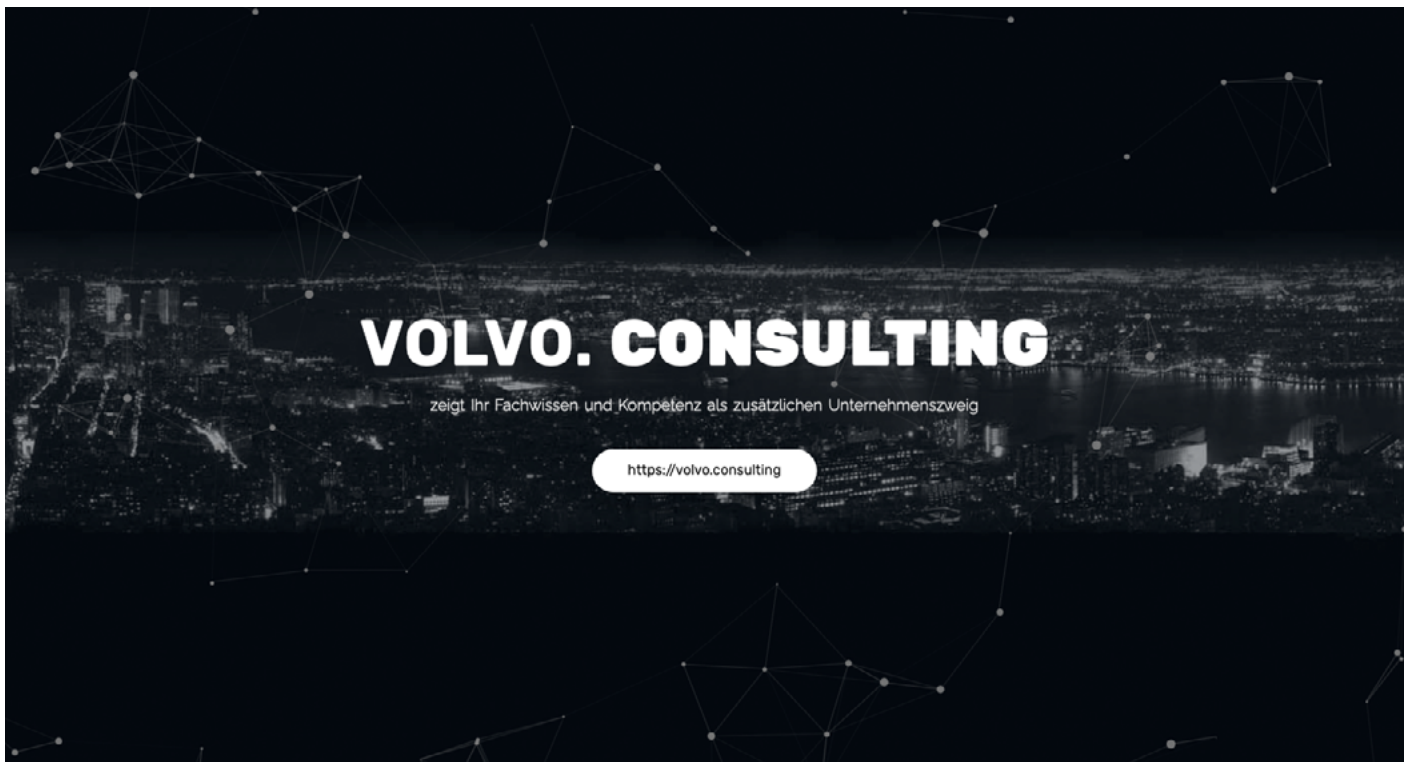 VOLVO. CONSULTING
zeigt Ihr Fachwissen und Kompetenz als zusätzlichen Unternehmenszweig
https://volvo.consulting